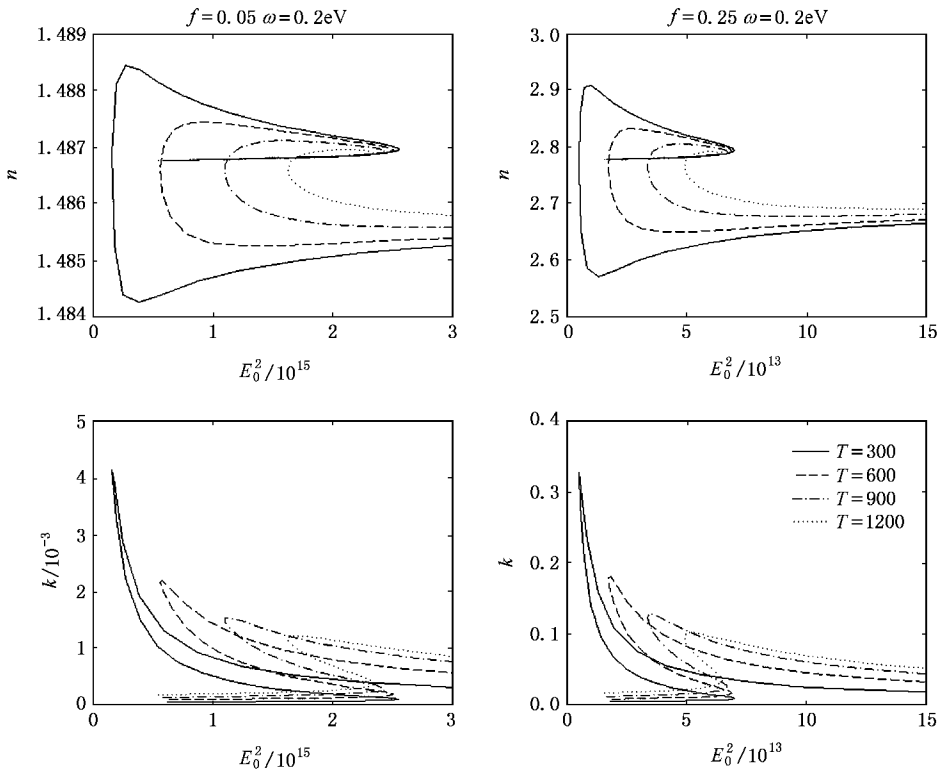 f=0.05 ω=0.2eV
1.489
1.488
1.487
1.486
1.485
1.484
n
0 1 2 3
E₀²/10¹⁵
f=0.25 ω=0.2eV
3.0
2.9
2.8
2.7
2.6
2.5
n
0 5 10 15
E₀²/10¹³
5
4
3
2
1
0
k/10⁻³
0 1 2 3
E₀²/10¹⁵
0.4
0.3
0.2
0.1
0.0
k
T=300
T=600
T=900
T=1200
0 5 10 15
E₀²/10¹³